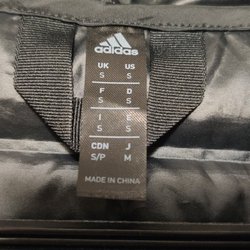 adidas
UK US
S S
F D
S S
I E
S S
CDN J
S/P M
MADE IN CHINA